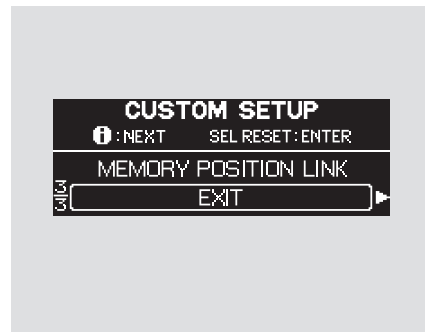 CUSTOM SETUP
i : NEXT SEL RESET : ENTER
MEMORY POSITION LINK
3/3
EXIT